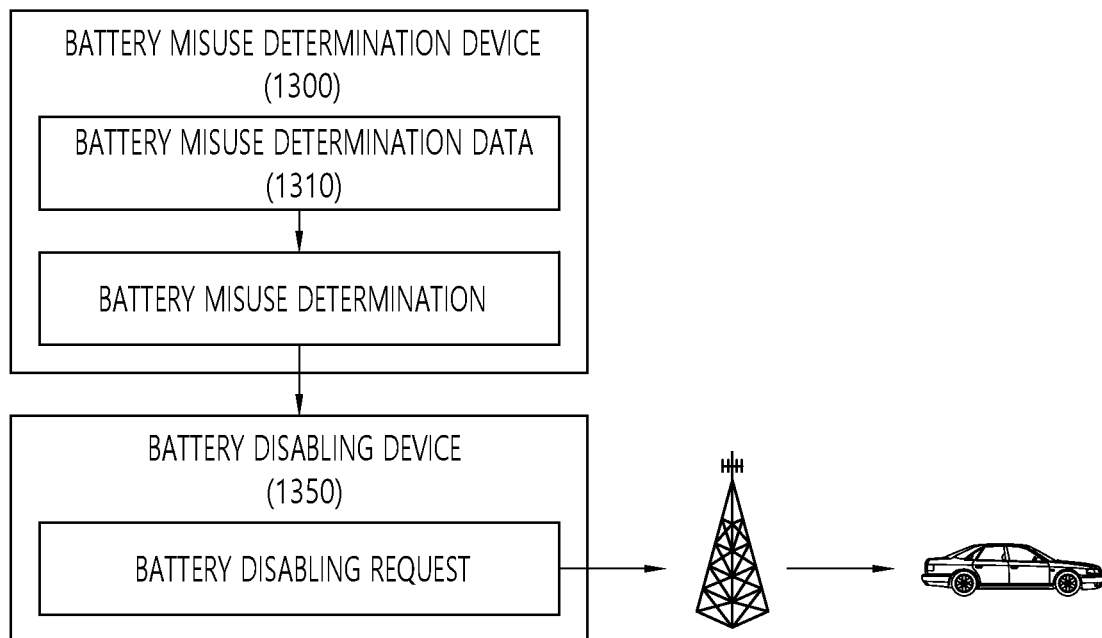 BATTERY MISUSE DETERMINATION DEVICE
(1300)
BATTERY MISUSE DETERMINATION DATA
(1310)
BATTERY MISUSE DETERMINATION
BATTERY DISABLING DEVICE
(1350)
BATTERY DISABLING REQUEST